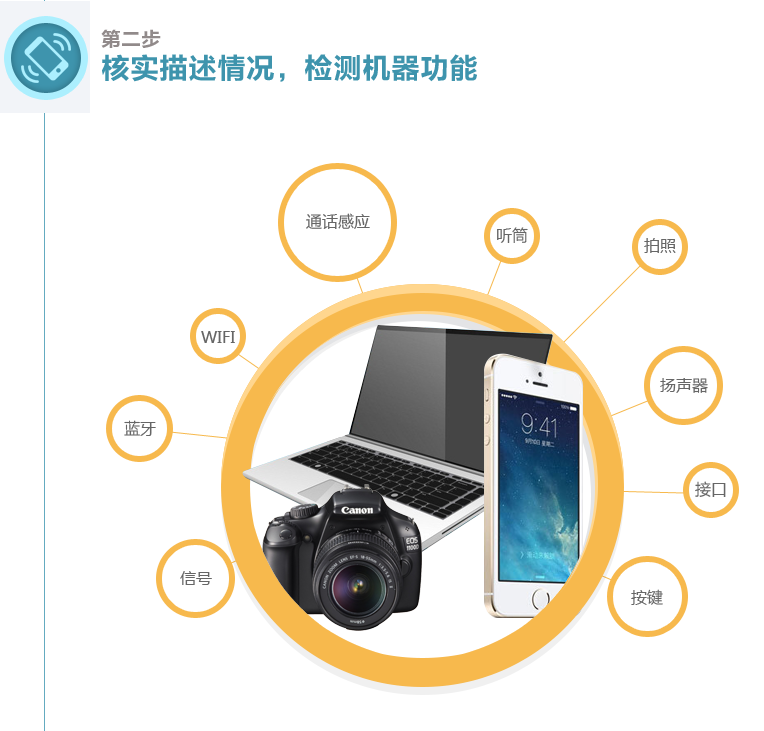 第二步
核实描述情况，检测机器功能
通话感应
听筒
拍照
WIFI
扬声器
蓝牙
接口
信号
按键
100%
9:41
Canon
EOS
1100D